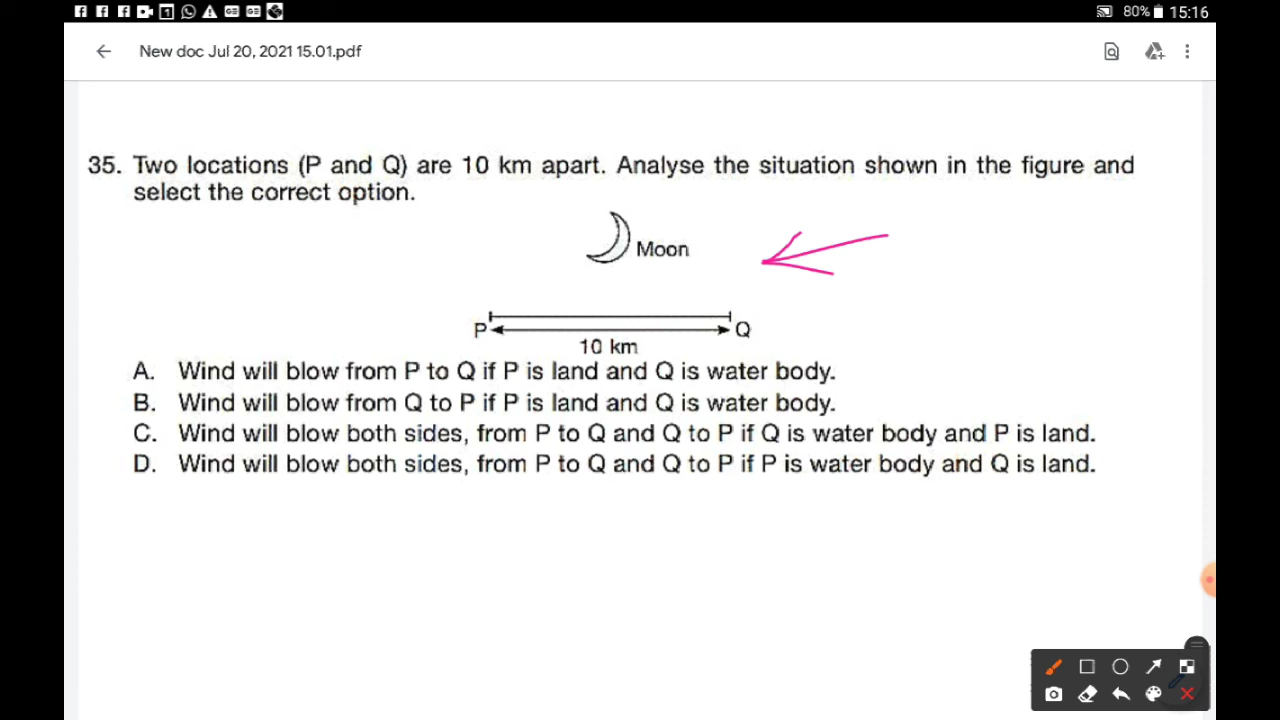 80% 15:16
New doc Jul 20, 2021 15.01.pdf
35. Two locations (P and Q) are 10 km apart. Analyse the situation shown in the figure and
select the correct option.
Moon
P Q
10 km
A. Wind will blow from P to Q if P is land and Q is water body.
B. Wind will blow from Q to P if P is land and Q is water body.
C. Wind will blow both sides, from P to Q and Q to P if Q is water body and P is land.
D. Wind will blow both sides, from P to Q and Q to P if P is water body and Q is land.